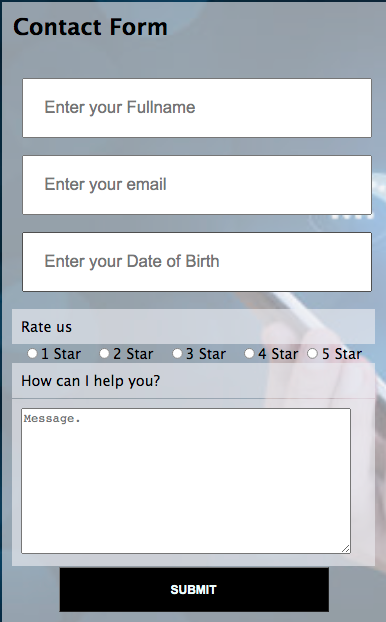 Contact Form
Enter your Fullname
Enter your email
Enter your Date of Birth
Rate us
1 Star 2 Star 3 Star 4 Star 5 Star
How can I help you?
Message.
SUBMIT